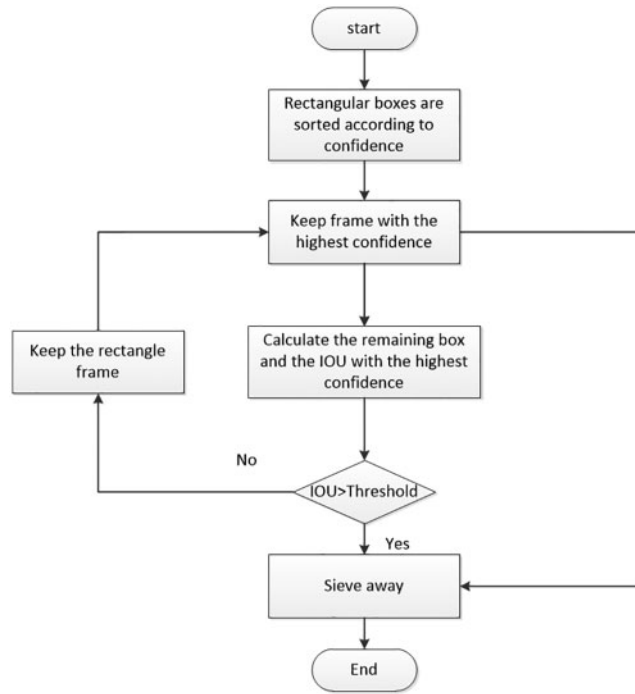 start
Rectangular boxes are
sorted according to
confidence
Keep frame with the
highest confidence
Keep the rectangle
frame
Calculate the remaining box
and the IOU with the highest
confidence
No
IOU>Threshold
Yes
Sieve away
End